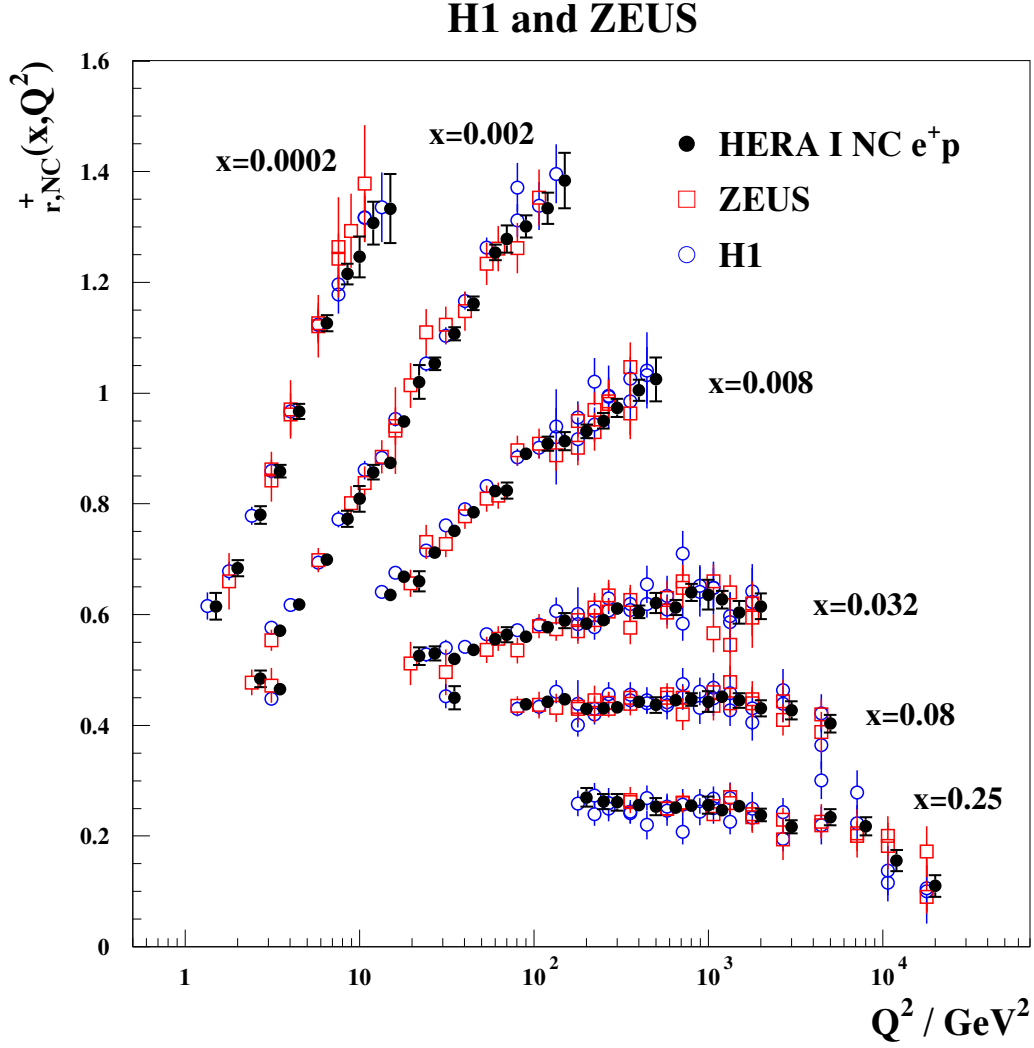 H1 and ZEUS
+
r,NC(x,Q2)
1.6
1.4
1.2
1
0.8
0.6
0.4
0.2
0
x=0.0002
x=0.002
x=0.008
x=0.032
x=0.08
x=0.25
HERA I NC e+p
ZEUS
H1
1
10
10 2
10 3
10 4
Q2 / GeV2